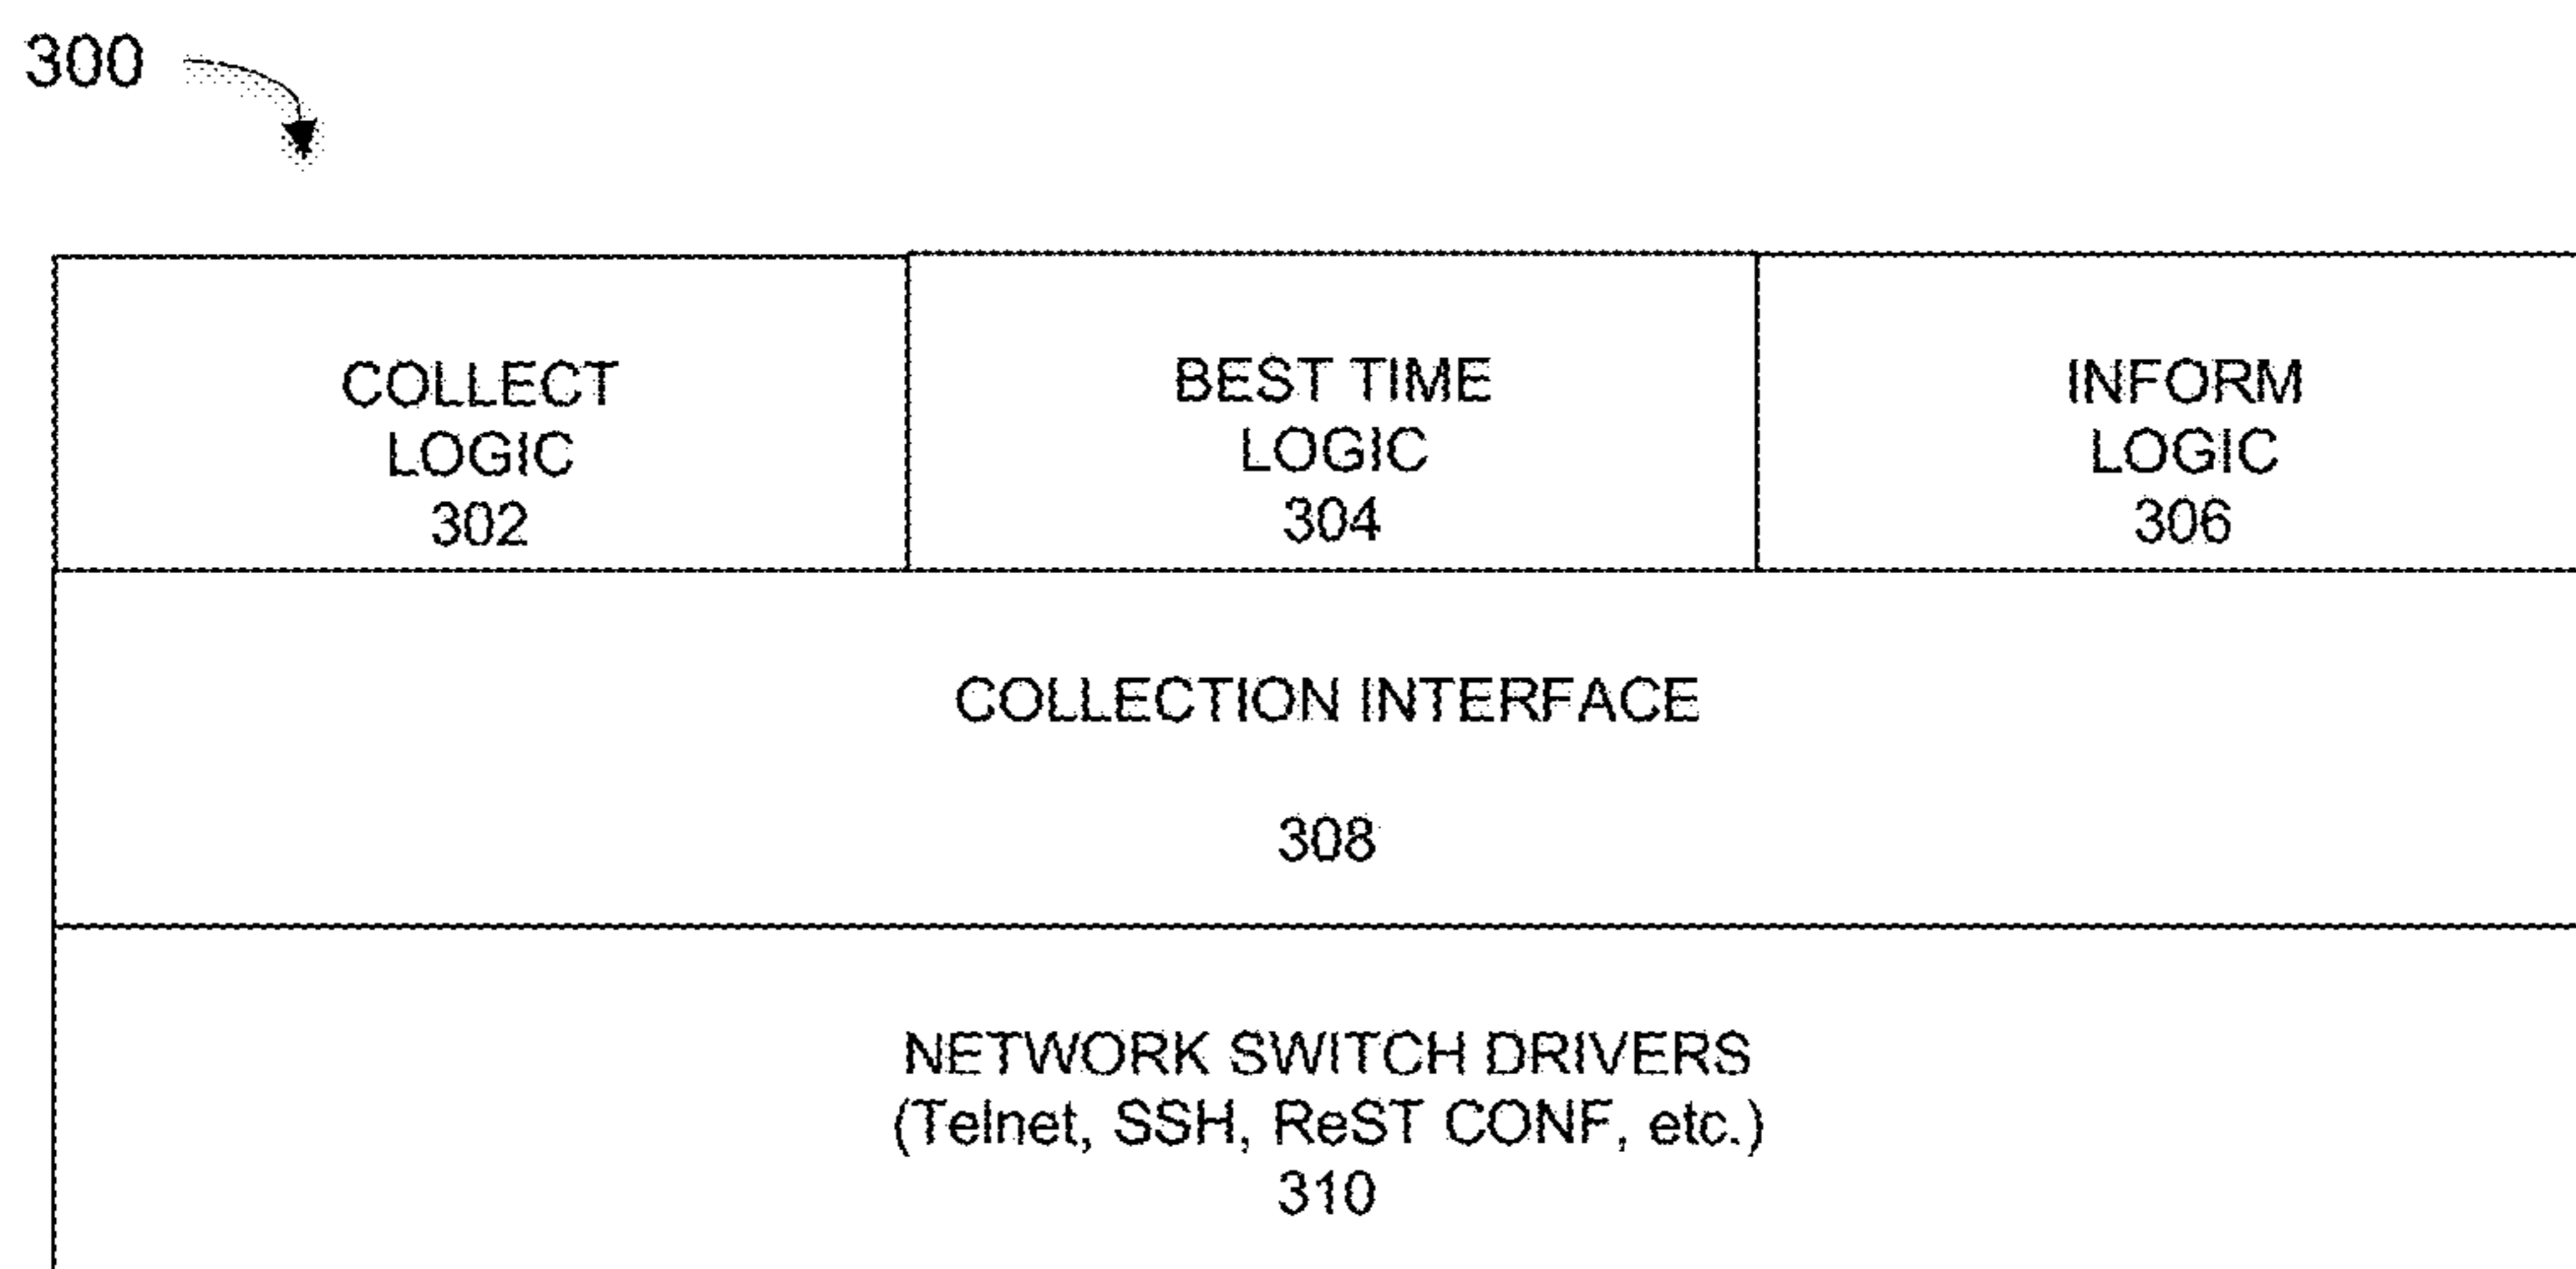 300
COLLECT
LOGIC
302
BEST TIME
LOGIC
304
INFORM
LOGIC
306
COLLECTION INTERFACE
308
NETWORK SWITCH DRIVERS
(Telnet, SSH, ReST CONF, etc.)
310